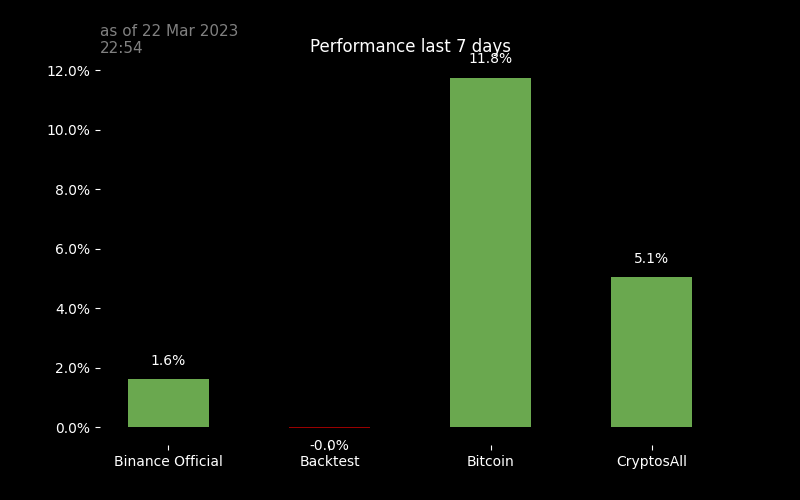 as of 22 Mar 2023
22:54
Performance last 7 days
12.0%
10.0%
8.0%
6.0%
4.0%
2.0%
0.0%
1.6%
-0.0%
11.8%
5.1%
Binance Official
Backtest
Bitcoin
CryptosAll